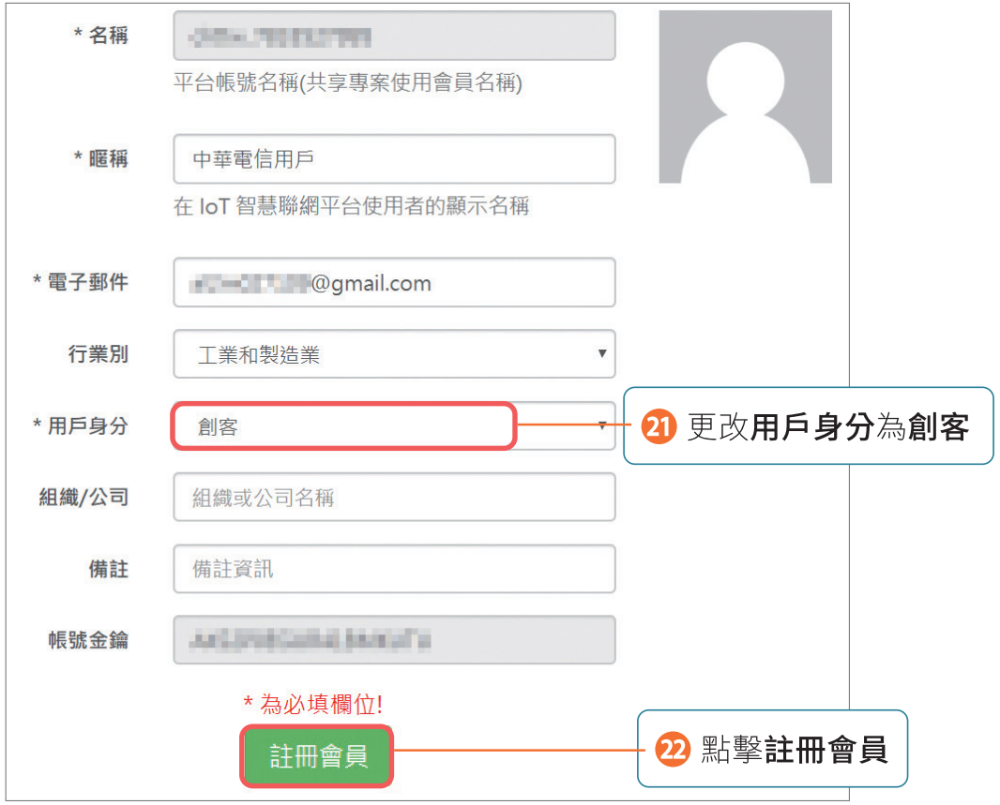 * 名稱
平台帳號名稱(共享專案使用會員名稱)
* 暱稱
中華電信用戶
在 IoT 智慧聯網平台使用者的顯示名稱
* 電子郵件
@gmail.com
行業別
工業和製造業
* 用戶身分
創客
21 更改用戶身分為創客
組織/公司
組織或公司名稱
備註
備註資訊
帳號金鑰
* 為必填欄位!
註冊會員
22 點擊註冊會員